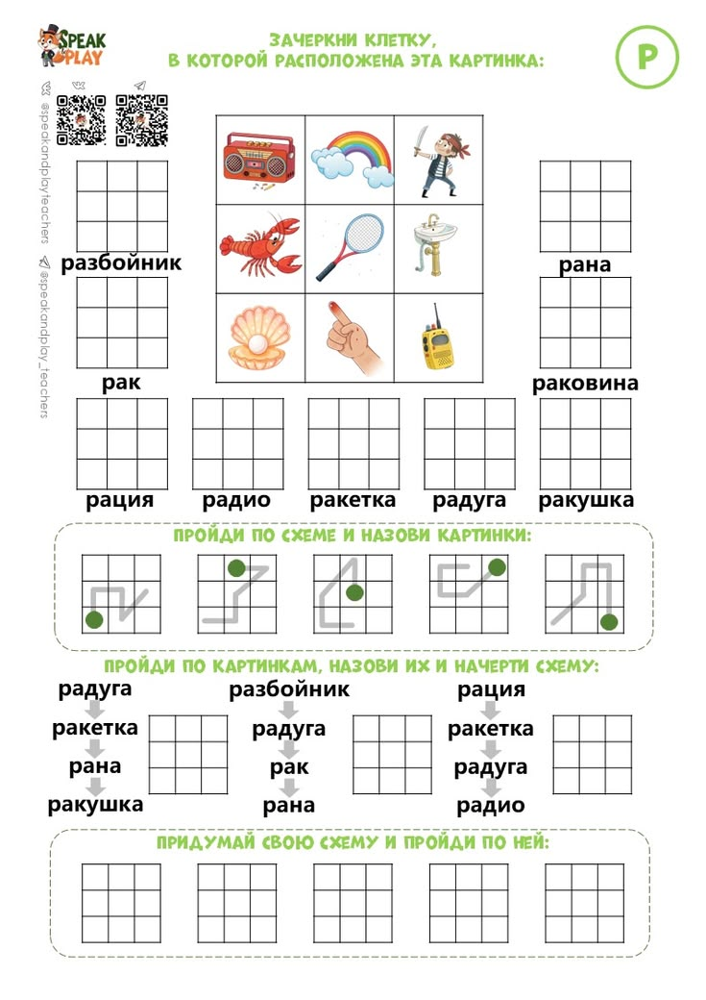 SPEAK
PLAY
ЗАЧЕРКНИ КЛЕТКУ,
В КОТОРОЙ РАСПОЛОЖЕНА ЭТА КАРТИНКА:
Р
@speakandplayteachers
@speakandplay_teachers
разбойник
рана
рак
раковина
рация
радио
ракетка
радуга
ракушка
ПРОЙДИ ПО СХЕМЕ И НАЗОВИ КАРТИНКИ:
ПРОЙДИ ПО КАРТИНКАМ, НАЗОВИ ИХ И НАЧЕРТИ СХЕМУ:
радуга
ракетка
рана
ракушка
разбойник
радуга
рак
рана
рация
ракетка
радуга
радио
ПРИДУМАЙ СВОЮ СХЕМУ И ПРОЙДИ ПО НЕЙ: